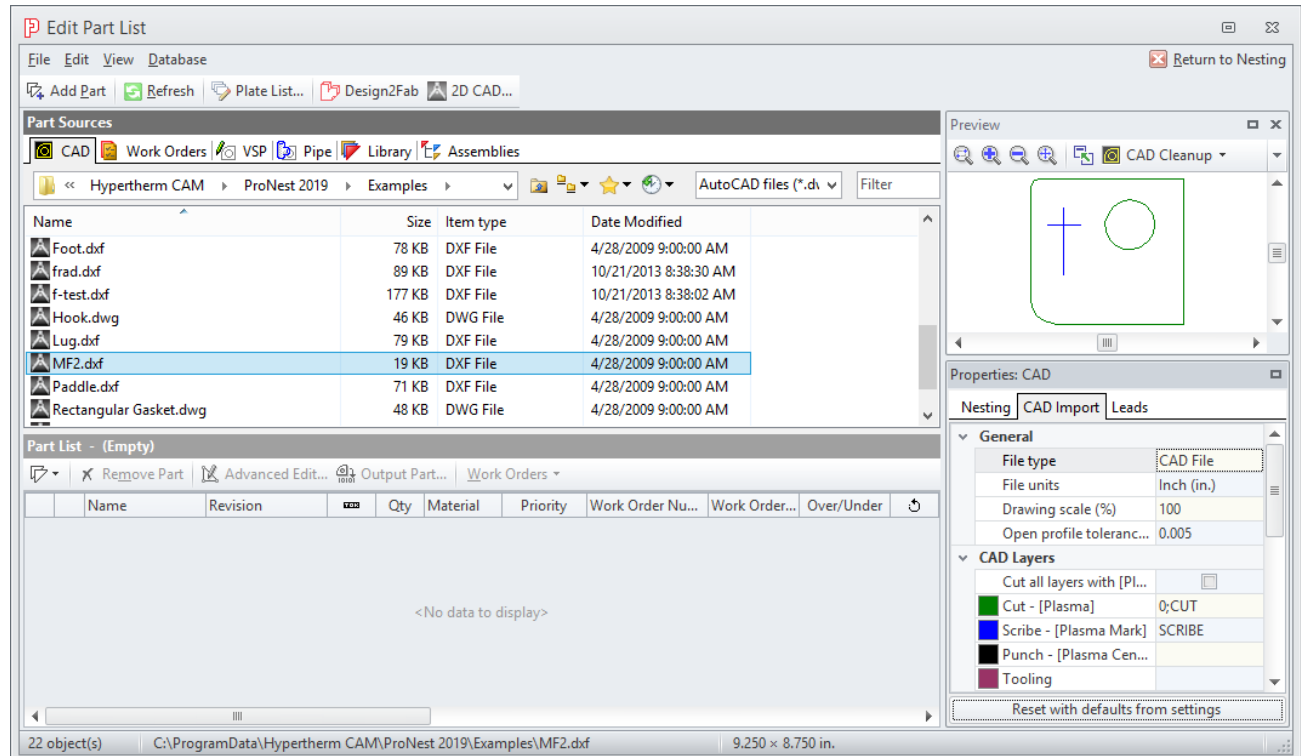 Edit Part List
File Edit View Database
Return to Nesting
Add Part Refresh Plate List... Design2Fab 2D CAD...
Part Sources
CAD Work Orders VSP Pipe Library Assemblies
« Hypertherm CAM ProNest 2019 Examples AutoCAD files (*.d Filter
Name Size Item type Date Modified
Foot.dxf 78 KB DXF File 4/28/2009 9:00:00 AM
frad.dxf 89 KB DXF File 10/21/2013 8:38:30 AM
f-test.dxf 177 KB DXF File 10/21/2013 8:38:02 AM
Hook.dwg 46 KB DWG File 4/28/2009 9:00:00 AM
Lug.dxf 79 KB DXF File 4/28/2009 9:00:00 AM
MF2.dxf 19 KB DXF File 4/28/2009 9:00:00 AM
Paddle.dxf 71 KB DXF File 4/28/2009 9:00:00 AM
Rectangular Gasket.dwg 48 KB DWG File 4/28/2009 9:00:00 AM
Part List - (Empty)
Remove Part Advanced Edit... Output Part... Work Orders
Name Revision Qty Material Priority Work Order Nu... Work Order... Over/Under
<No data to display>
Preview
CAD Cleanup
Properties: CAD
Nesting CAD Import Leads
General
File type CAD File
File units Inch (in.)
Drawing scale (%) 100
Open profile toleranc... 0.005
CAD Layers
Cut all layers with [Pl...
Cut - [Plasma] 0;CUT
Scribe - [Plasma Mark] SCRIBE
Punch - [Plasma Cen...
Tooling
Reset with defaults from settings
22 object(s) C:\ProgramData\Hypertherm CAM\ProNest 2019\Examples\MF2.dxf 9.250 × 8.750 in.